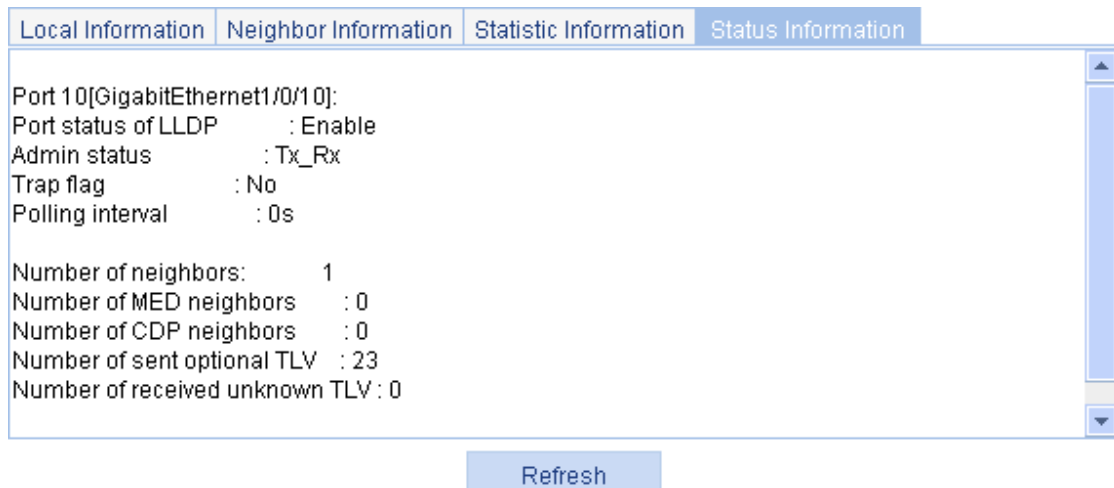 Local Information Neighbor Information Statistic Information Status Information
Port 10[GigabitEthernet1/0/10]:
Port status of LLDP : Enable
Admin status : Tx_Rx
Trap flag : No
Polling interval : 0s
Number of neighbors: 1
Number of MED neighbors : 0
Number of CDP neighbors : 0
Number of sent optional TLV : 23
Number of received unknown TLV : 0
Refresh